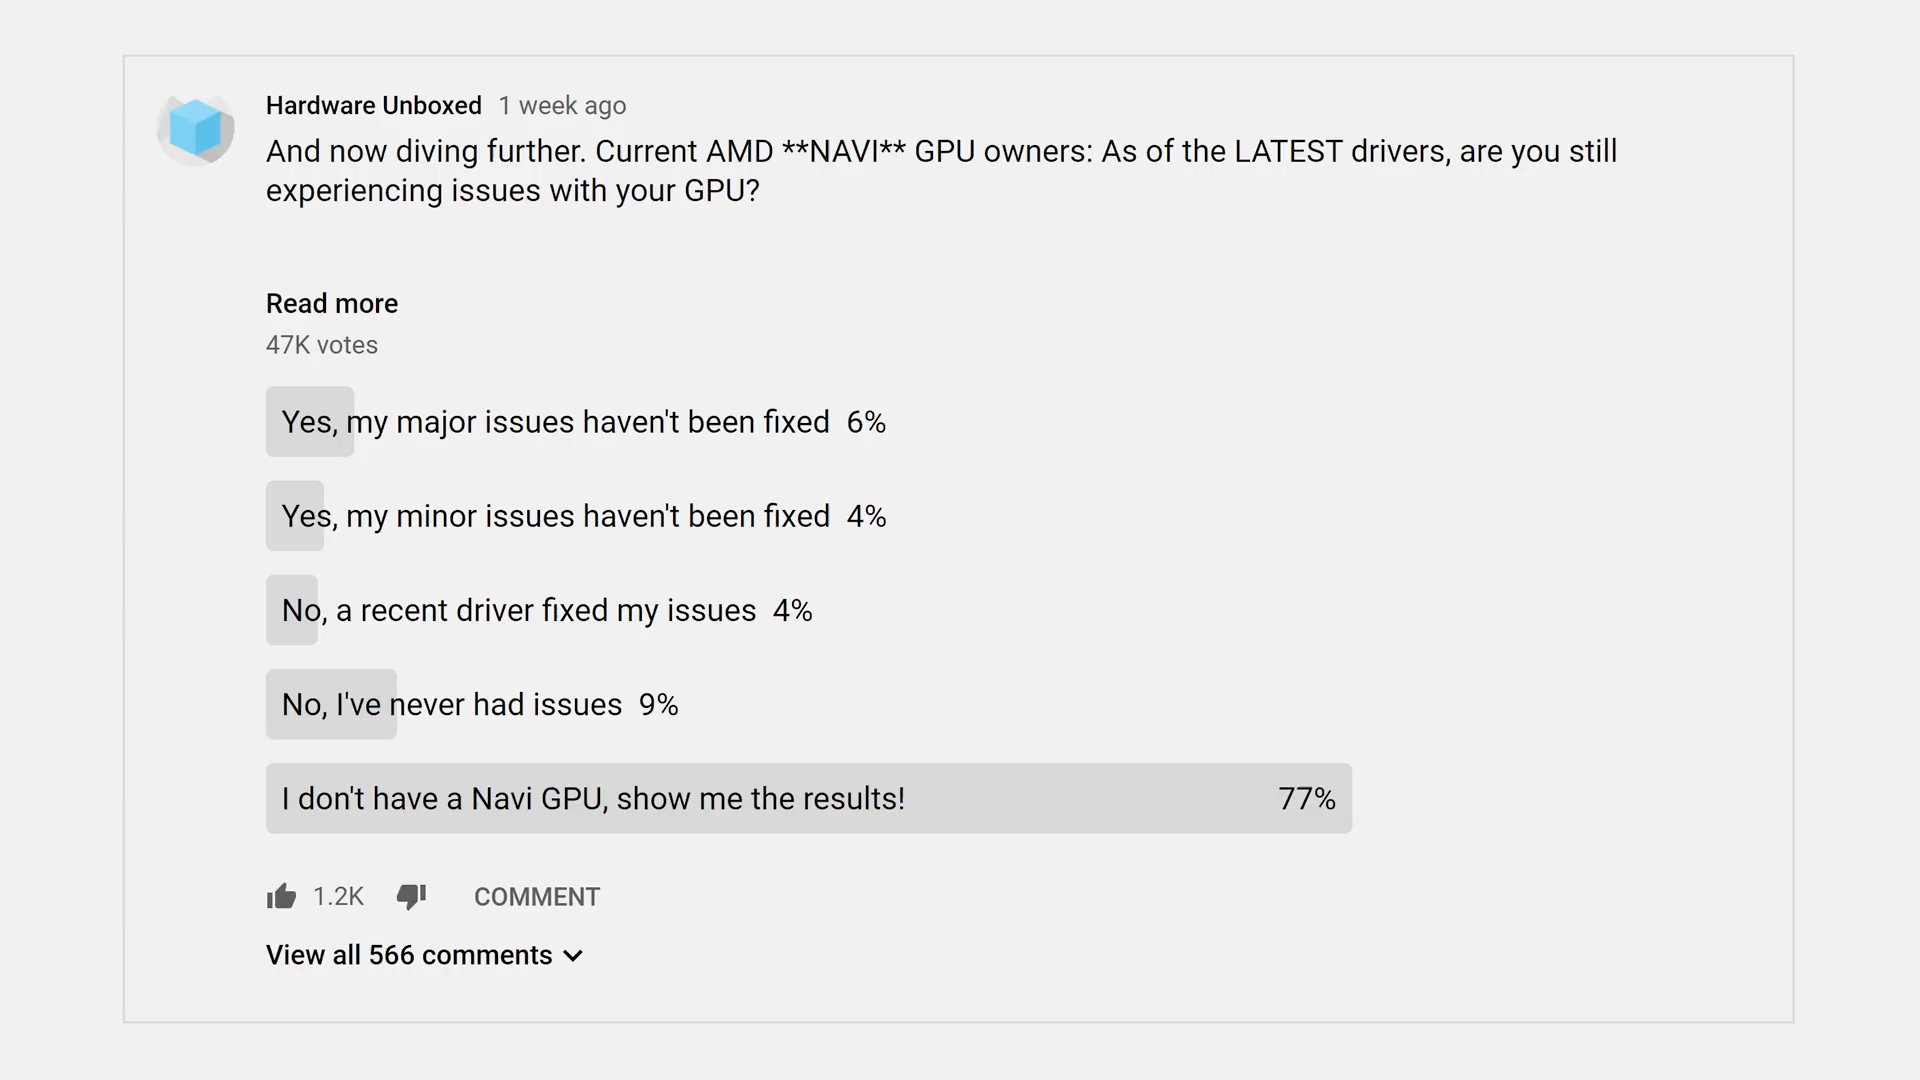 Hardware Unboxed 1 week ago
And now diving further. Current AMD **NAVI** GPU owners: As of the LATEST drivers, are you still
experiencing issues with your GPU?
Read more
47K votes
Yes, my major issues haven't been fixed 6%
Yes, my minor issues haven't been fixed 4%
No, a recent driver fixed my issues 4%
No, I've never had issues 9%
I don't have a Navi GPU, show me the results! 77%
1.2K COMMENT
View all 566 comments